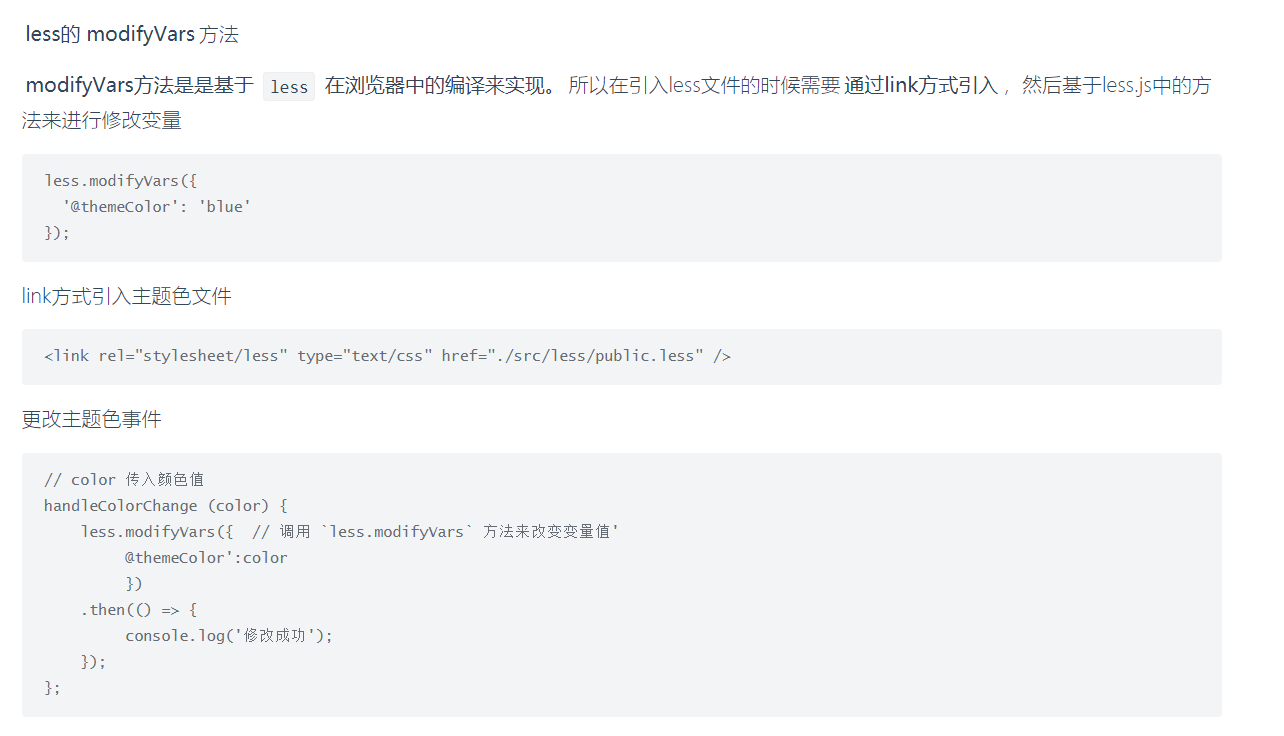 less的 modifyVars 方法
modifyVars方法是是基于 less 在浏览器中的编译来实现。 所以在引入less文件的时候需要 通过link方式引入 ，然后基于less.js中的方
法来进行修改变量
less.modifyVars({
  '@themeColor': 'blue'
});
link方式引入主题色文件
<link rel="stylesheet/less" type="text/css" href="./src/less/public.less" />
更改主题色事件
// color 传入颜色值
handleColorChange (color) {
    less.modifyVars({  // 调用 `less.modifyVars` 方法来改变变量值'
         @themeColor':color
         })
    .then(() => {
         console.log('修改成功');
    });
};